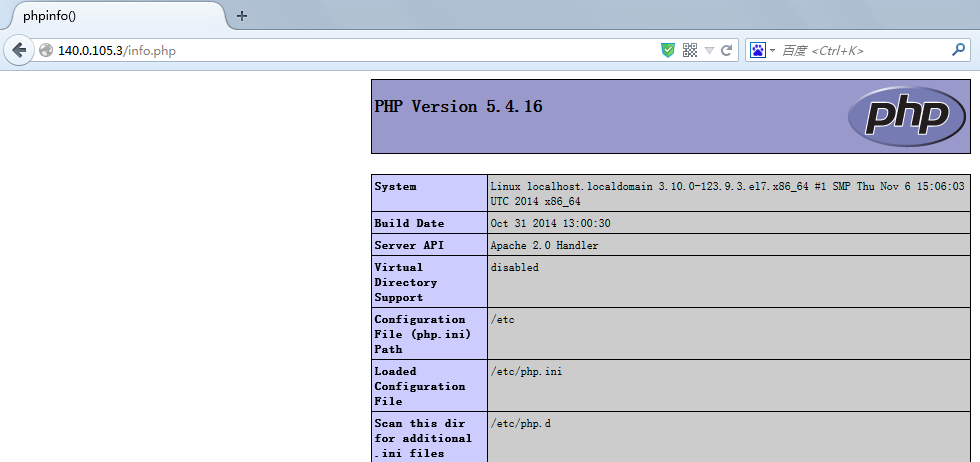 phpinfo()
140.0.105.3/info.php
百度 <Ctrl+K>
PHP Version 5.4.16
php
System
Linux localhost.localdomain 3.10.0-123.9.3.el7.x86_64 #1 SMP Thu Nov 6 15:06:03
UTC 2014 x86_64
Build Date
Oct 31 2014 13:00:30
Server API
Apache 2.0 Handler
Virtual
Directory
Support
disabled
Configuration
File (php.ini)
Path
/etc
Loaded
Configuration
File
/etc/php.ini
Scan this dir
for additional
.ini files
/etc/php.d